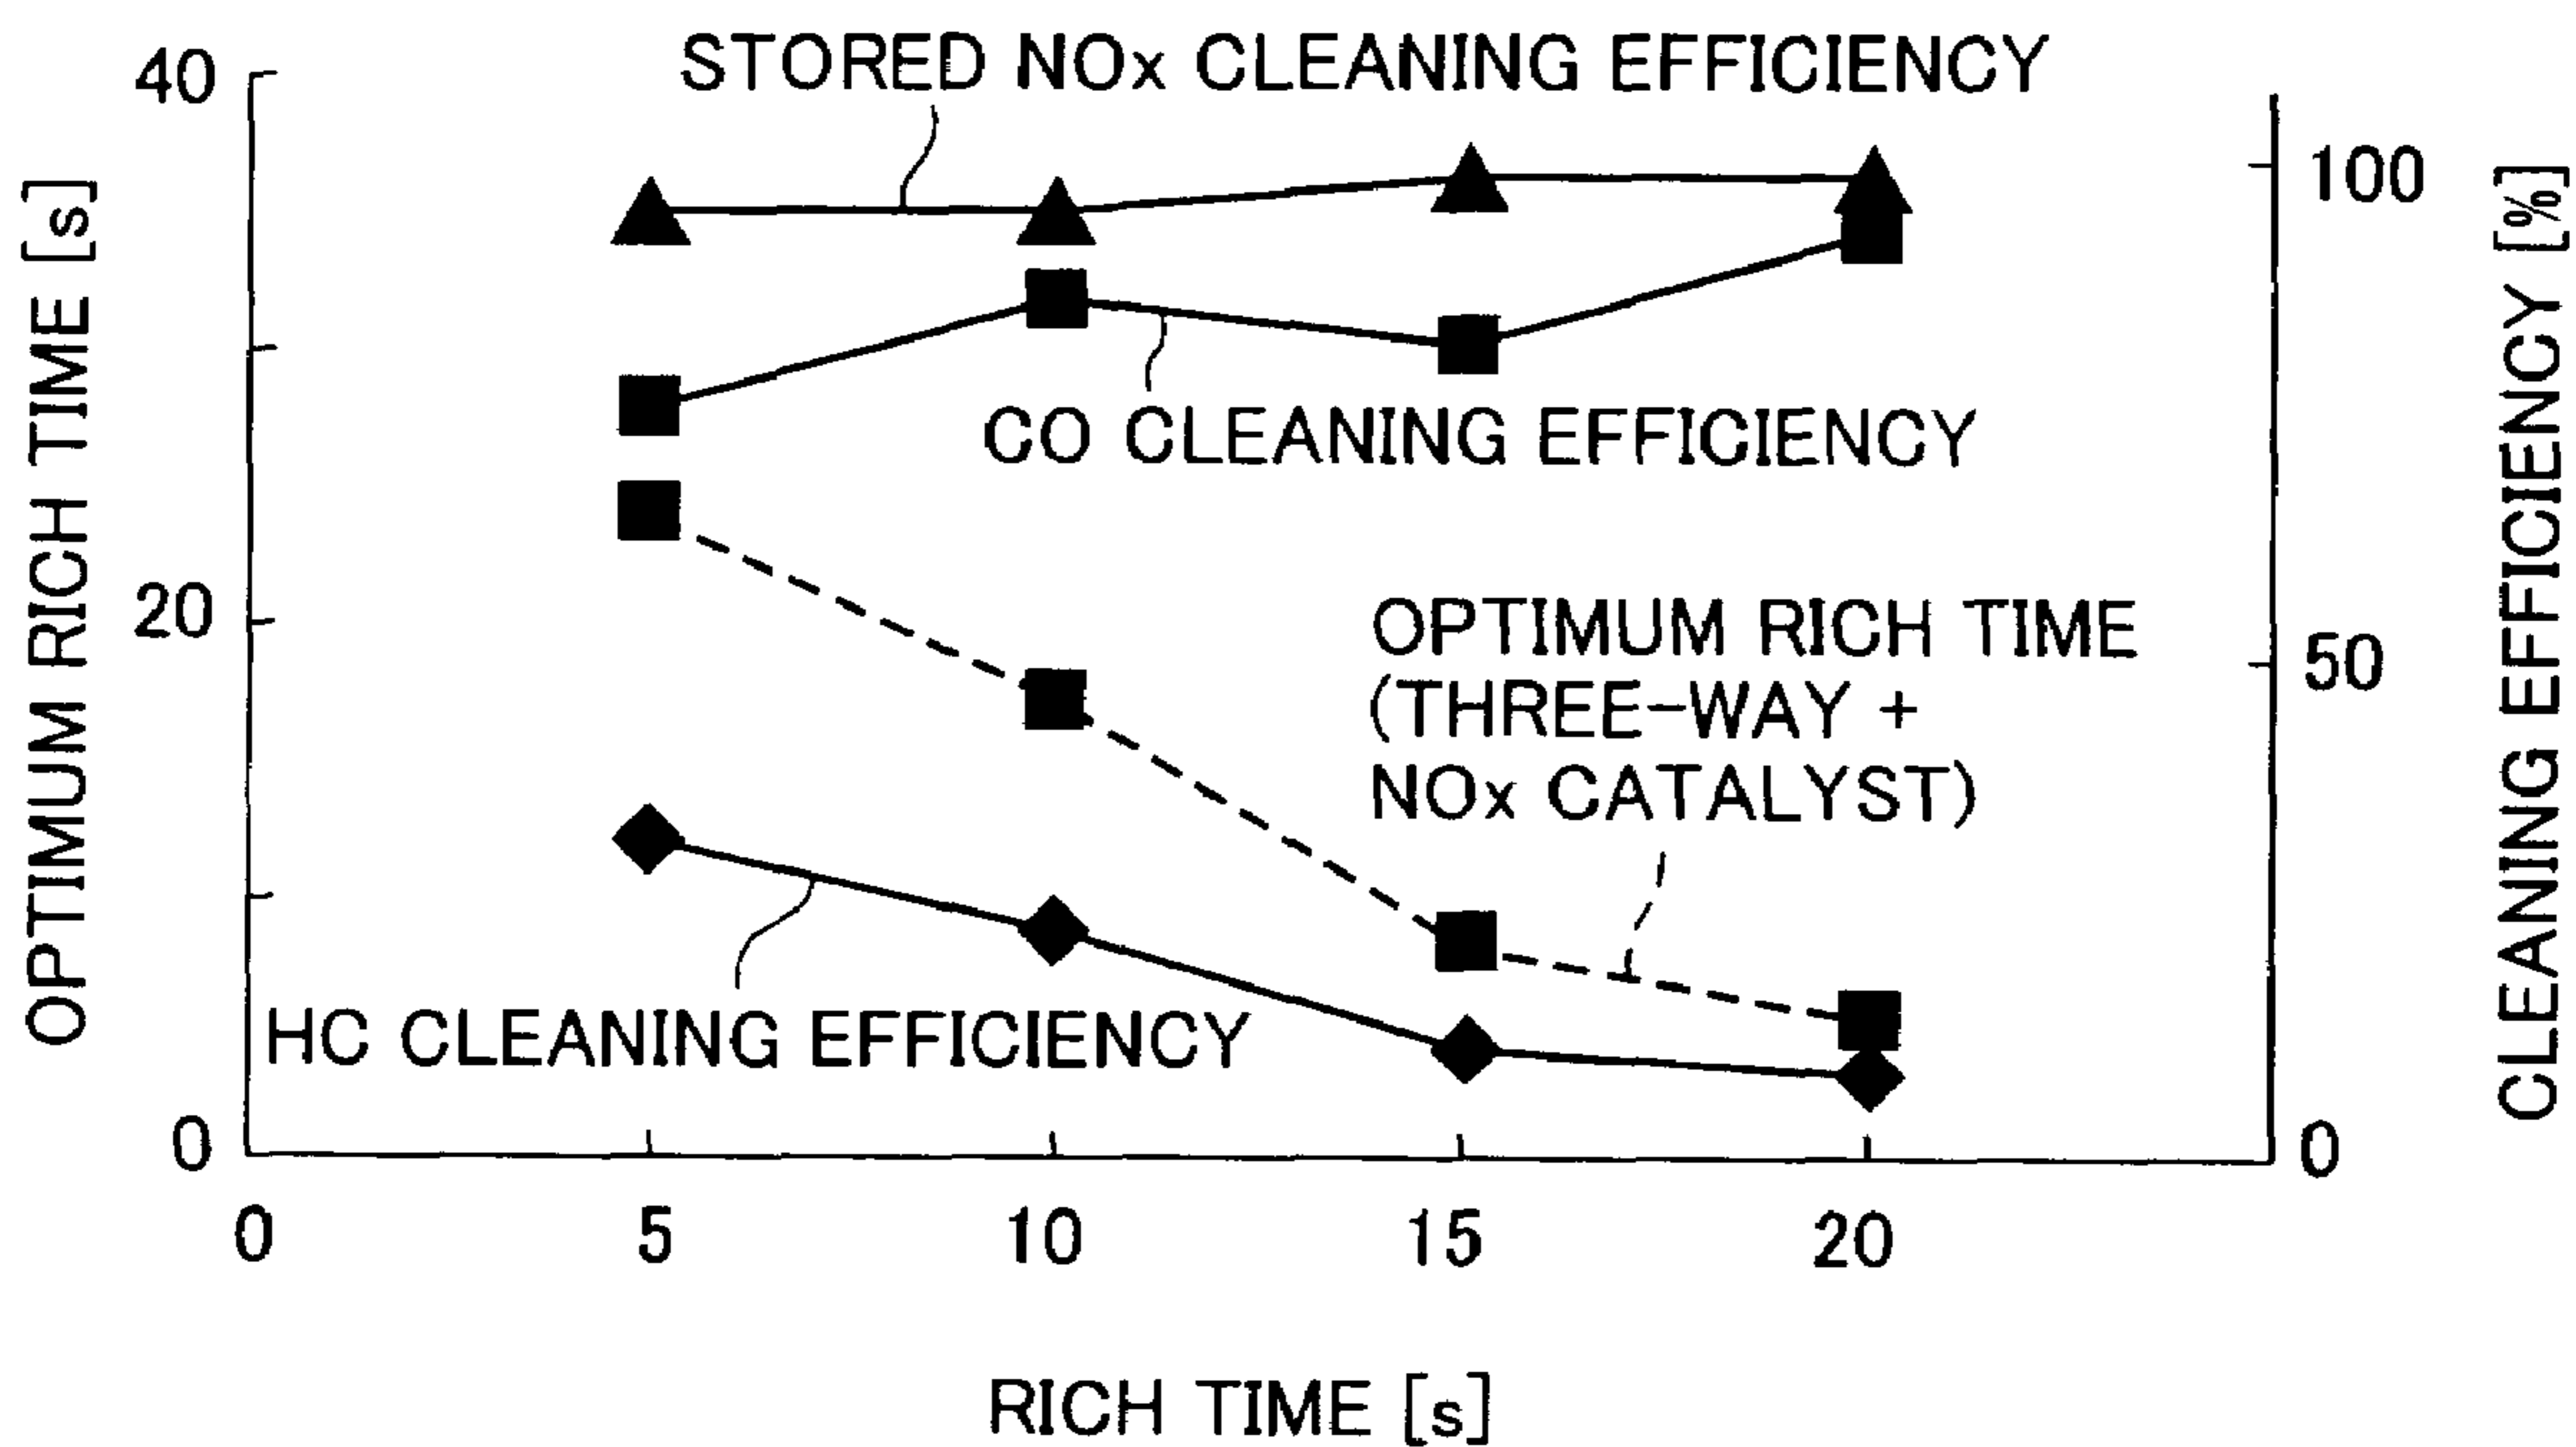 STORED NOx CLEANING EFFICIENCY
40
20
0
OPTIMUM RICH TIME [s]
100
50
0
CLEANING EFFICIENCY [%]
CO CLEANING EFFICIENCY
OPTIMUM RICH TIME
(THREE-WAY +
NOx CATALYST)
HC CLEANING EFFICIENCY
0 5 10 15 20
RICH TIME [s]